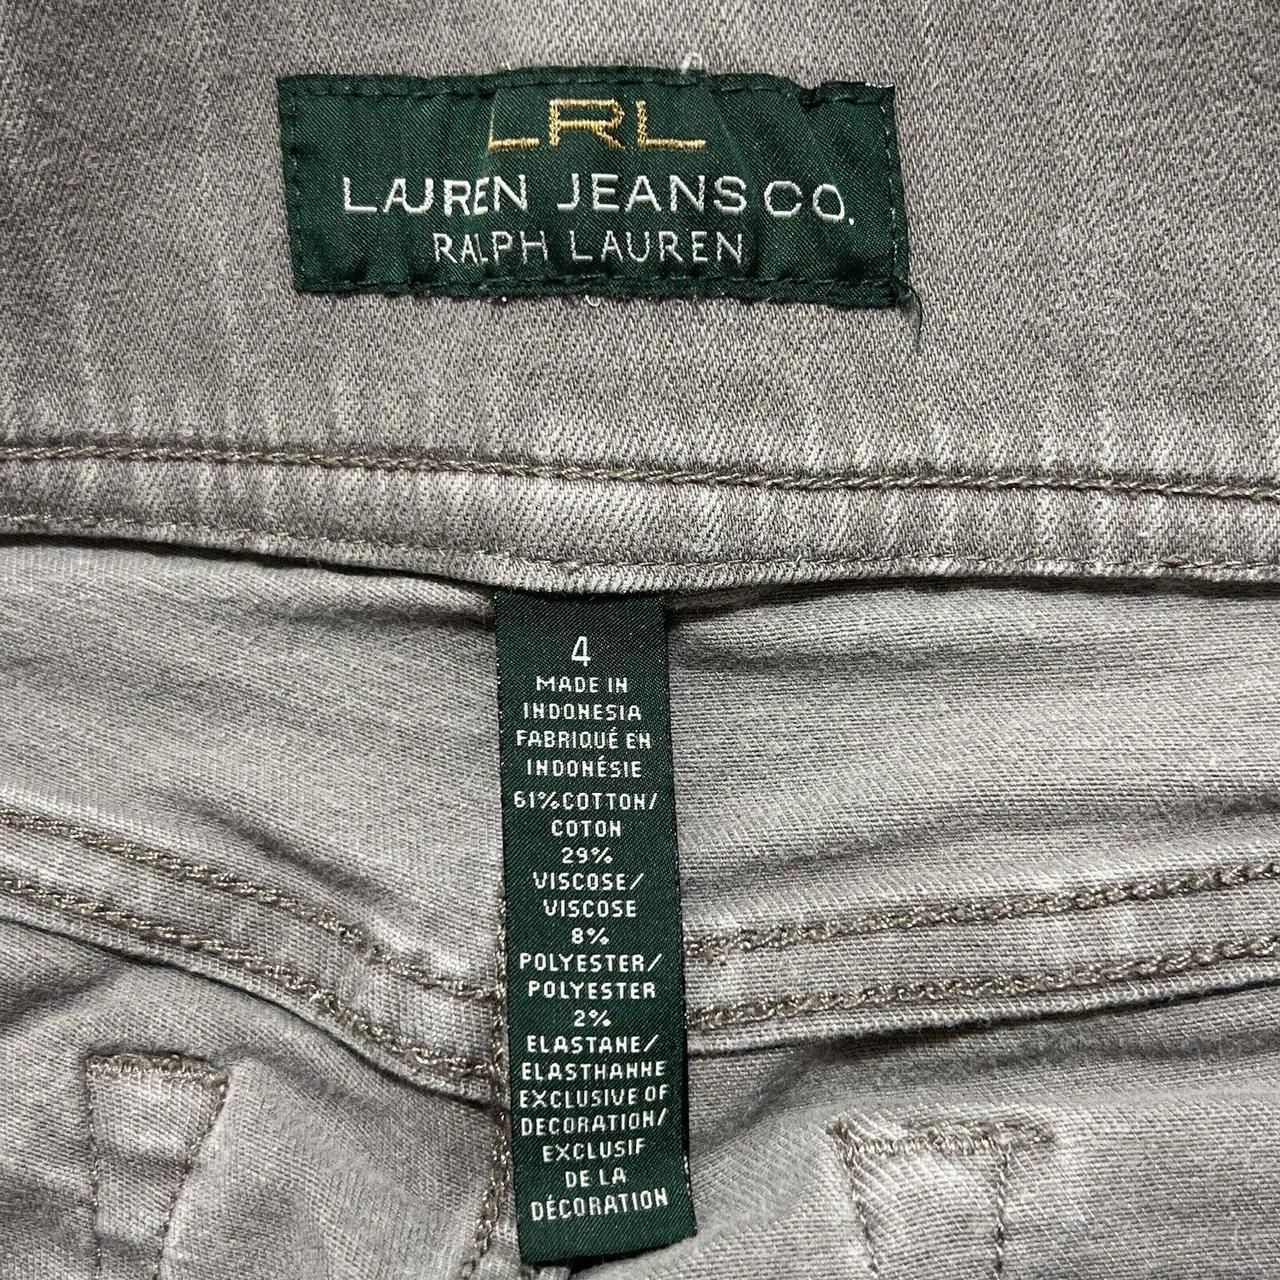 LRL
LAUREN JEANS CO.
RALPH LAUREN
4
MADE IN
INDONESIA
FABRIQUÉ EN
INDONÉSIE
61%COTTON/
COTON
29%
VISCOSE/
VISCOSE
8%
POLYESTER/
POLYESTER
2%
ELASTANE/
ELASTHANNE
EXCLUSIVE OF
DECORATION/
EXCLUSIF
DE LA
DÉCORATION